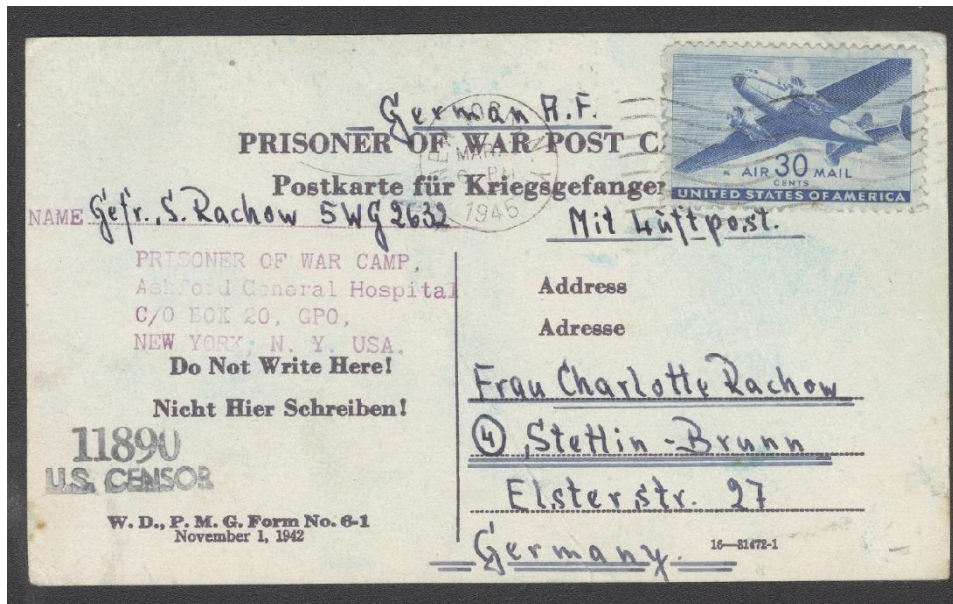 German A.F.
PRISONER OF WAR POST
Postkarte für
Mit Luftpost.
AIR 30 MAIL
CENTS
UNITED STATES OF AMERICA
MAR
1945
NAME Gefr., S. Rachow 5WG 2632
PRISONER OF WAR CAMP,
Ashford General Hospital
C/O BOX 20, GPO,
NEW YORK, N. Y. USA.
Do Not Write Here!
Nicht Hier Schreiben!
11890
U.S. CENSOR
W. D., P. M. G. Form No. 6-1
November 1, 1942
Address
Adresse
Frau Charlotte Rachow
4, Stettin-Brunn
Elsterstr. 27
Germany.
16—31472-1